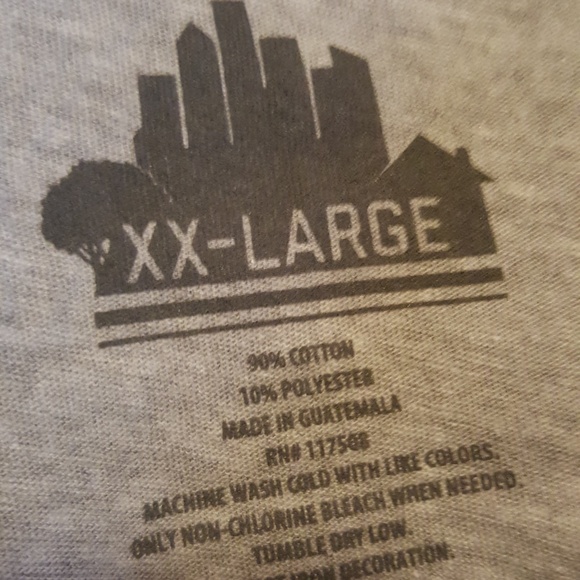 XX-LARGE
90% COTTON
10% POLYESTER
MADE IN GUATEMALA
RN# 117568
MACHINE WASH COLD WITH LIKE COLORS.
ONLY NON-CHLORINE BLEACH WHEN NEEDED.
TUMBLE DRY LOW.
IRON DECORATION.